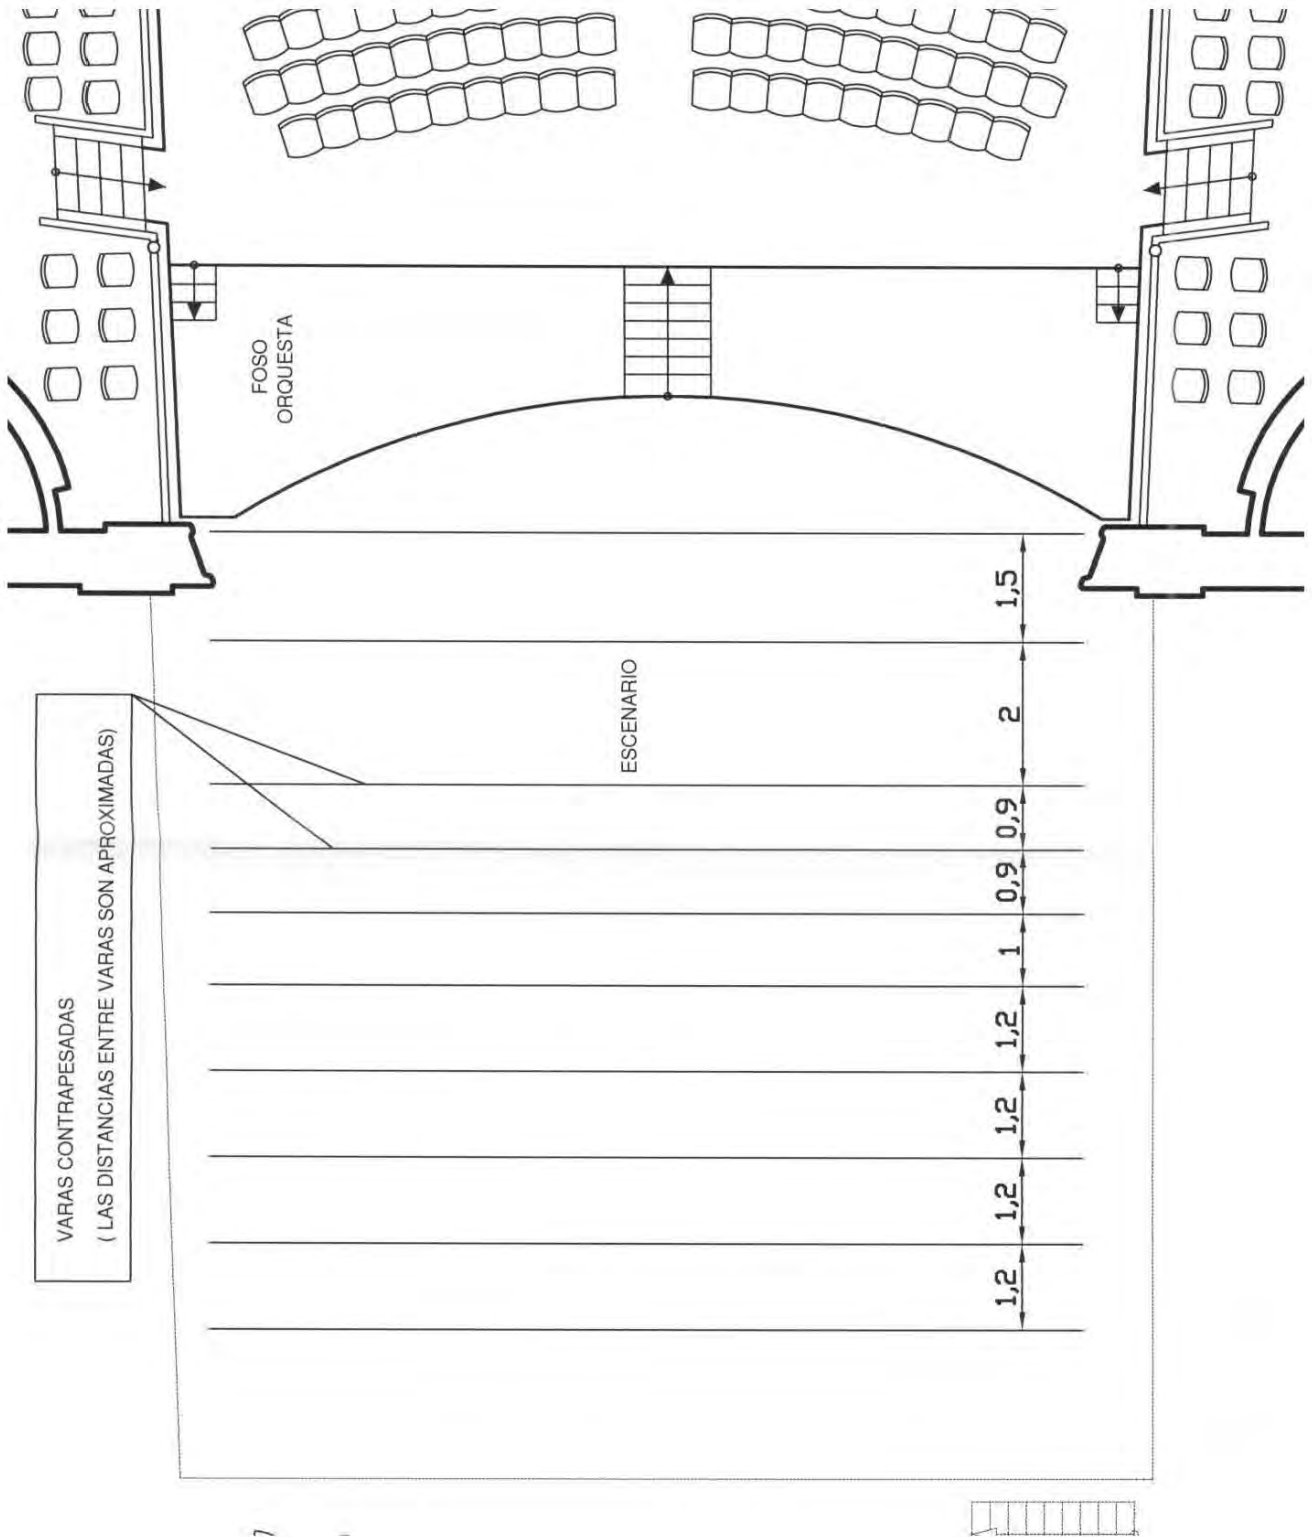 FOSO
ORQUESTA
1,5
ESCENARIO
2
0,9
0,9
1
1,2
1,2
1,2
1,2
VARAS CONTRAPESADAS
( LAS DISTANCIAS ENTRE VARAS SON APROXIMADAS)